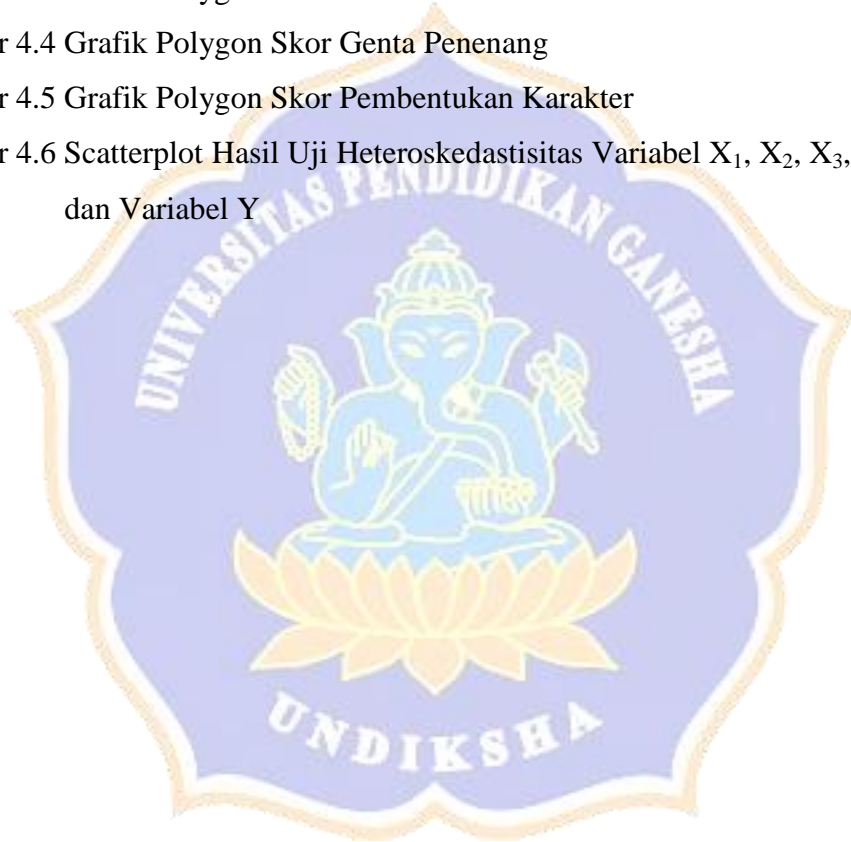 r 4.4 Grafik Polygon Skor Genta Penenang
r 4.5 Grafik Polygon Skor Pembentukan Karakter
r 4.6 Scatterplot Hasil Uji Heteroskedastisitas Variabel X₁, X₂, X₃,
dan Variabel Y
UNIVERSITAS PENDIDIKAN GANESHA
UNDIKSHA